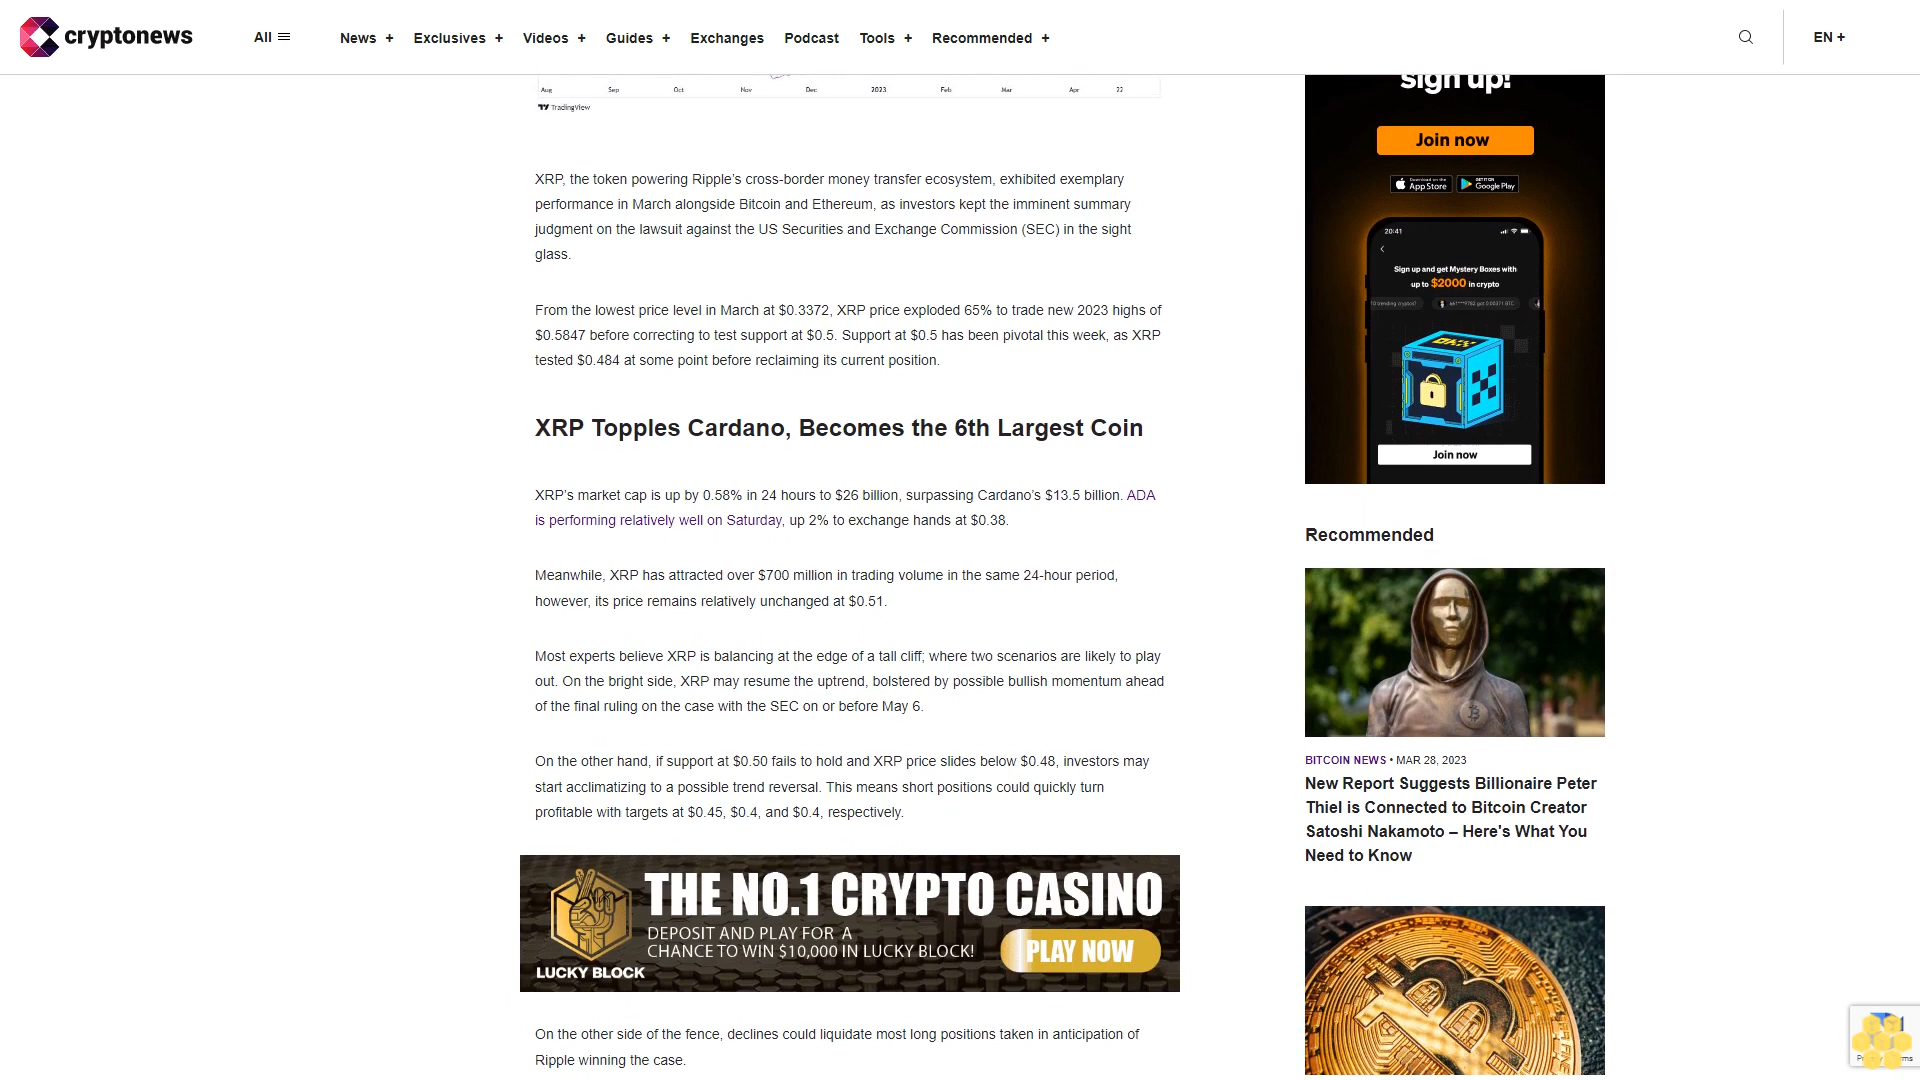 cryptonews
All
News +
Exclusives +
Videos +
Guides +
Exchanges
Podcast
Tools +
Recommended +
EN +
Aug Sep Oct Nov Dec 2023 Feb Mar Apr 22
TradingView
XRP, the token powering Ripple’s cross-border money transfer ecosystem, exhibited exemplary
performance in March alongside Bitcoin and Ethereum, as investors kept the imminent summary
judgment on the lawsuit against the US Securities and Exchange Commission (SEC) in the sight
glass.
From the lowest price level in March at $0.3372, XRP price exploded 65% to trade new 2023 highs of
$0.5847 before correcting to test support at $0.5. Support at $0.5 has been pivotal this week, as XRP
tested $0.484 at some point before reclaiming its current position.
XRP Topples Cardano, Becomes the 6th Largest Coin
XRP’s market cap is up by 0.58% in 24 hours to $26 billion, surpassing Cardano’s $13.5 billion. ADA
is performing relatively well on Saturday, up 2% to exchange hands at $0.38.
Meanwhile, XRP has attracted over $700 million in trading volume in the same 24-hour period,
however, its price remains relatively unchanged at $0.51.
Most experts believe XRP is balancing at the edge of a tall cliff; where two scenarios are likely to play
out. On the bright side, XRP may resume the uptrend, bolstered by possible bullish momentum ahead
of the final ruling on the case with the SEC on or before May 6.
On the other hand, if support at $0.50 fails to hold and XRP price slides below $0.48, investors may
start acclimatizing to a possible trend reversal. This means short positions could quickly turn
profitable with targets at $0.45, $0.4, and $0.4, respectively.
THE NO.1 CRYPTO CASINO
DEPOSIT AND PLAY FOR A
CHANCE TO WIN $10,000 IN LUCKY BLOCK!
PLAY NOW
LUCKY BLOCK
On the other side of the fence, declines could liquidate most long positions taken in anticipation of
Ripple winning the case.
sign up!
Join now
Download on the
App Store
GET IT ON
Google Play
20:41
Sign up and get Mystery Boxes with
up to $2000 in crypto
trending cryptos!
got 0.00371 BTC
Join now
Recommended
BITCOIN NEWS • MAR 28, 2023
New Report Suggests Billionaire Peter
Thiel is Connected to Bitcoin Creator
Satoshi Nakamoto – Here's What You
Need to Know